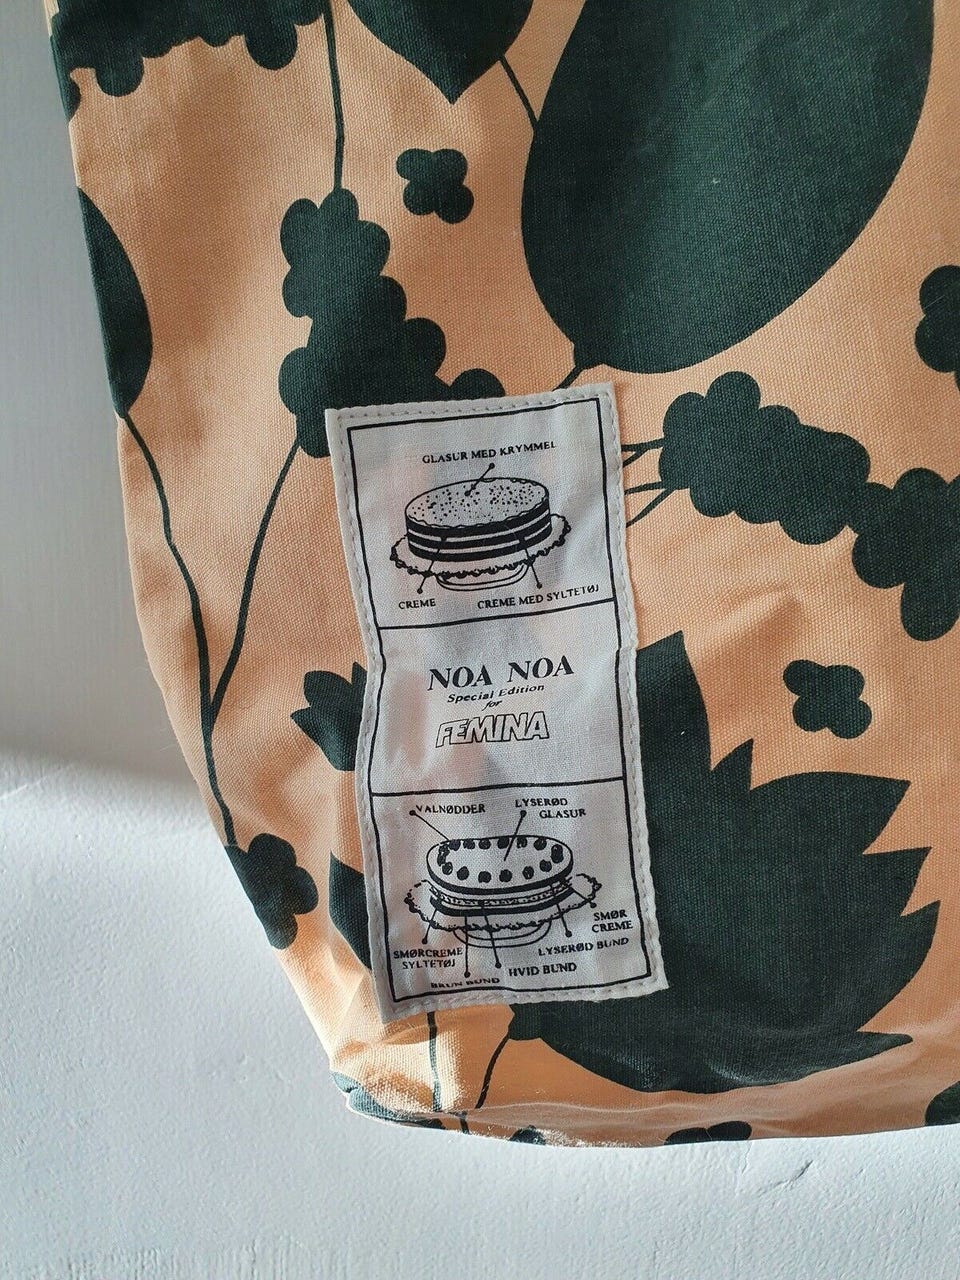 GLASUR MED KRYMMEL
CREME
CREME MED SYLTETØJ
NOA NOA
Special Edition
for
FEMINA
VALNØDDER
LYSERØD
GLASUR
SMØR
CREME
SMØRCREME
SYLTETØJ
LYSERØD BUND
HVID BUND
BRUN BUND